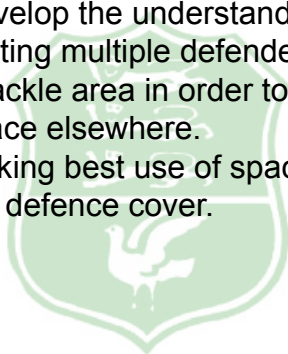 velop the understand
ting multiple defende
ackle area in order to
ace elsewhere.
king best use of spac
defence cover.